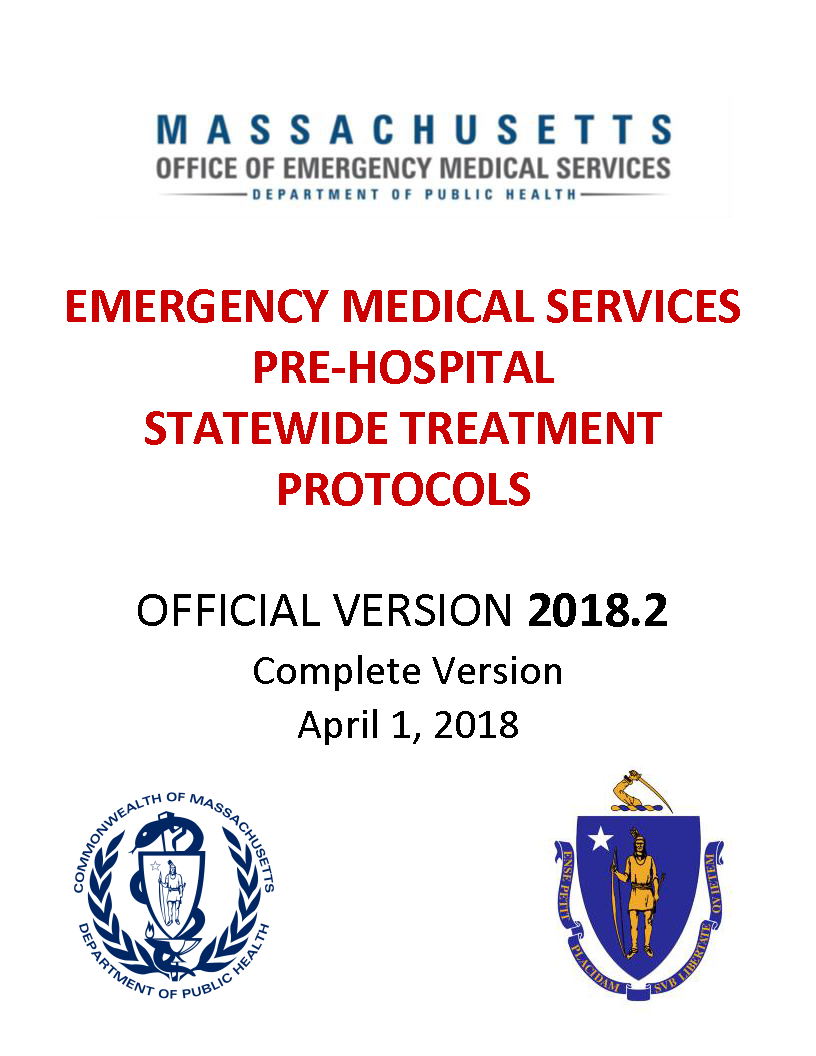 MASSACHUSETTS
OFFICE OF EMERGENCY MEDICAL SERVICES
DEPARTMENT OF PUBLIC HEALTH
EMERGENCY MEDICAL SERVICES
PRE-HOSPITAL
STATEWIDE TREATMENT
PROTOCOLS
OFFICIAL VERSION 2018.2
Complete Version
April 1, 2018
COMMONWEALTH OF MASSACHUSETTS
DEPARTMENT OF PUBLIC HEALTH
ENSE PETIT
PLACIDAM
SVB LIBERTATE
QVIETEM